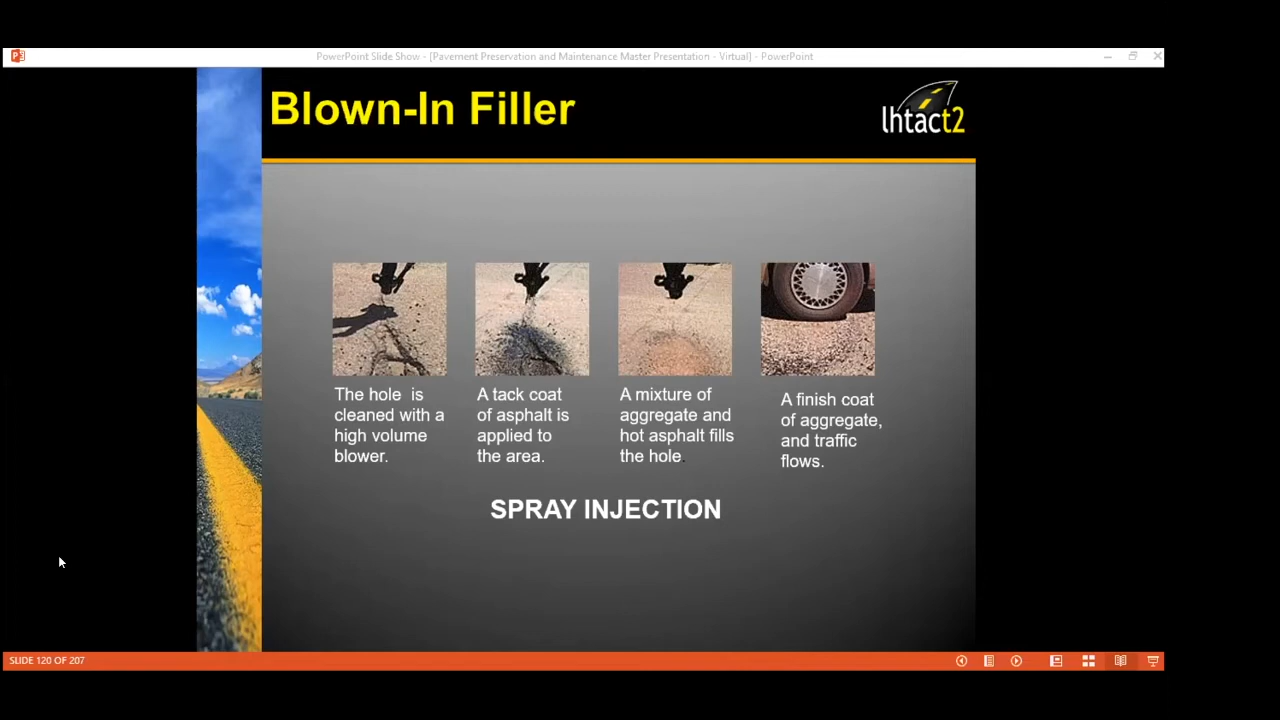 PowerPoint Slide Show - [Pavement Preservation and Maintenance Master Presentation - Virtual] - PowerPoint
Blown-In Filler
lhtact2
The hole is
cleaned with a
high volume
blower.
A tack coat
of asphalt is
applied to
the area.
A mixture of
aggregate and
hot asphalt fills
the hole
A finish coat
of aggregate,
and traffic
flows.
SPRAY INJECTION
SLIDE 120 OF 207